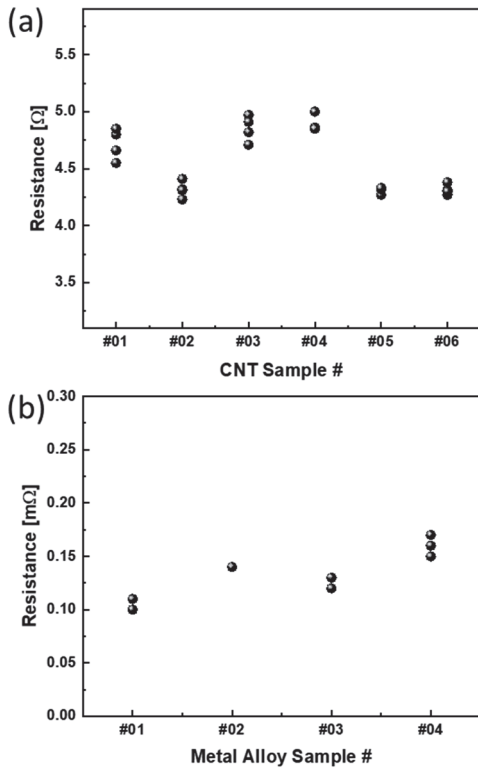 (a)
Resistance [Ω]
5.5
5.0
4.5
4.0
3.5
#01 #02 #03 #04 #05 #06
CNT Sample #
(b)
Resistance [mΩ]
0.30
0.25
0.20
0.15
0.10
0.05
0.00
#01 #02 #03 #04
Metal Alloy Sample #